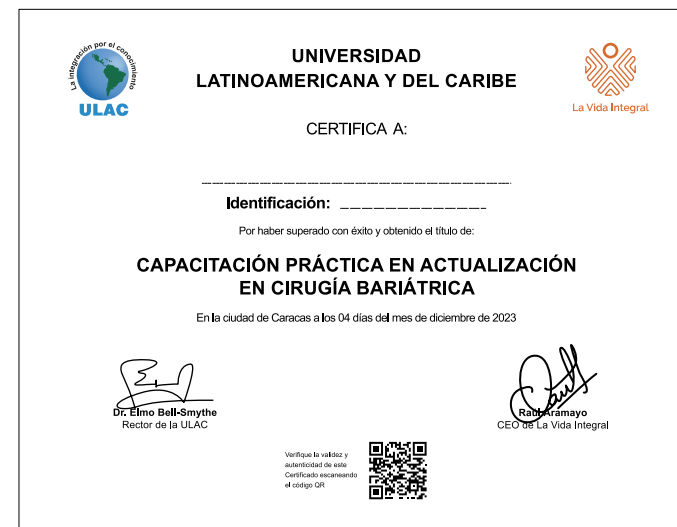 La integración por el conocimiento
ULAC
UNIVERSIDAD
LATINOAMERICANA Y DEL CARIBE
La Vida Integral
CERTIFICA A:
Identificación:
Por haber superado con éxito y obtenido el título de:
CAPACITACIÓN PRÁCTICA EN ACTUALIZACIÓN
EN CIRUGÍA BARIÁTRICA
En la ciudad de Caracas a los 04 días del mes de diciembre de 2023
Dr. Elmo Bell-Smythe
Rector de la ULAC
Raúl Aramayo
CEO de La Vida Integral
Verifique la validez y
autenticidad de este
Certificado escaneando
el código QR